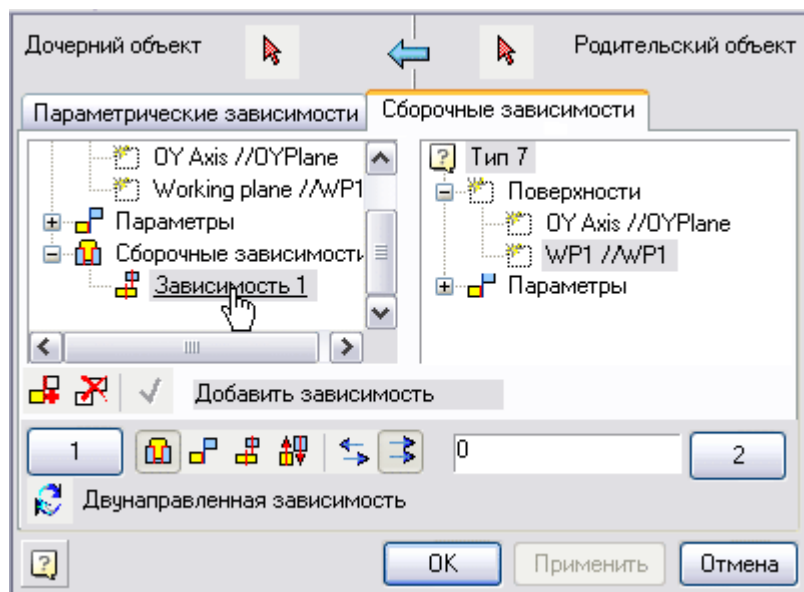 Дочерний объект
Родительский объект
Параметрические зависимости
Сборочные зависимости
OY Axis //OYPlane
Working plane //WP1
Параметры
Сборочные зависимости
Зависимость 1
Тип 7
Поверхности
OY Axis //OYPlane
WP1 //WP1
Параметры
Добавить зависимость
1
0
2
Двунаправленная зависимость
OK
Применить
Отмена